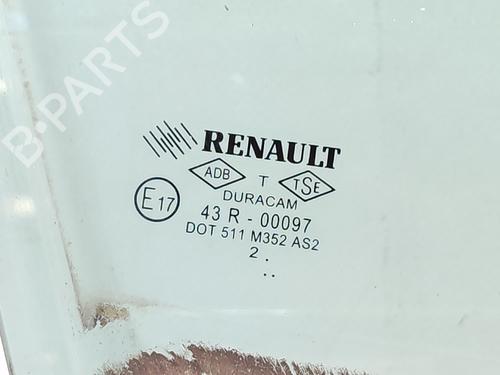 B-PARTS
RENAULT
ADB T TSE
DURACAM
E17
43 R - 00097
DOT 511 M352 AS2
2 . ..